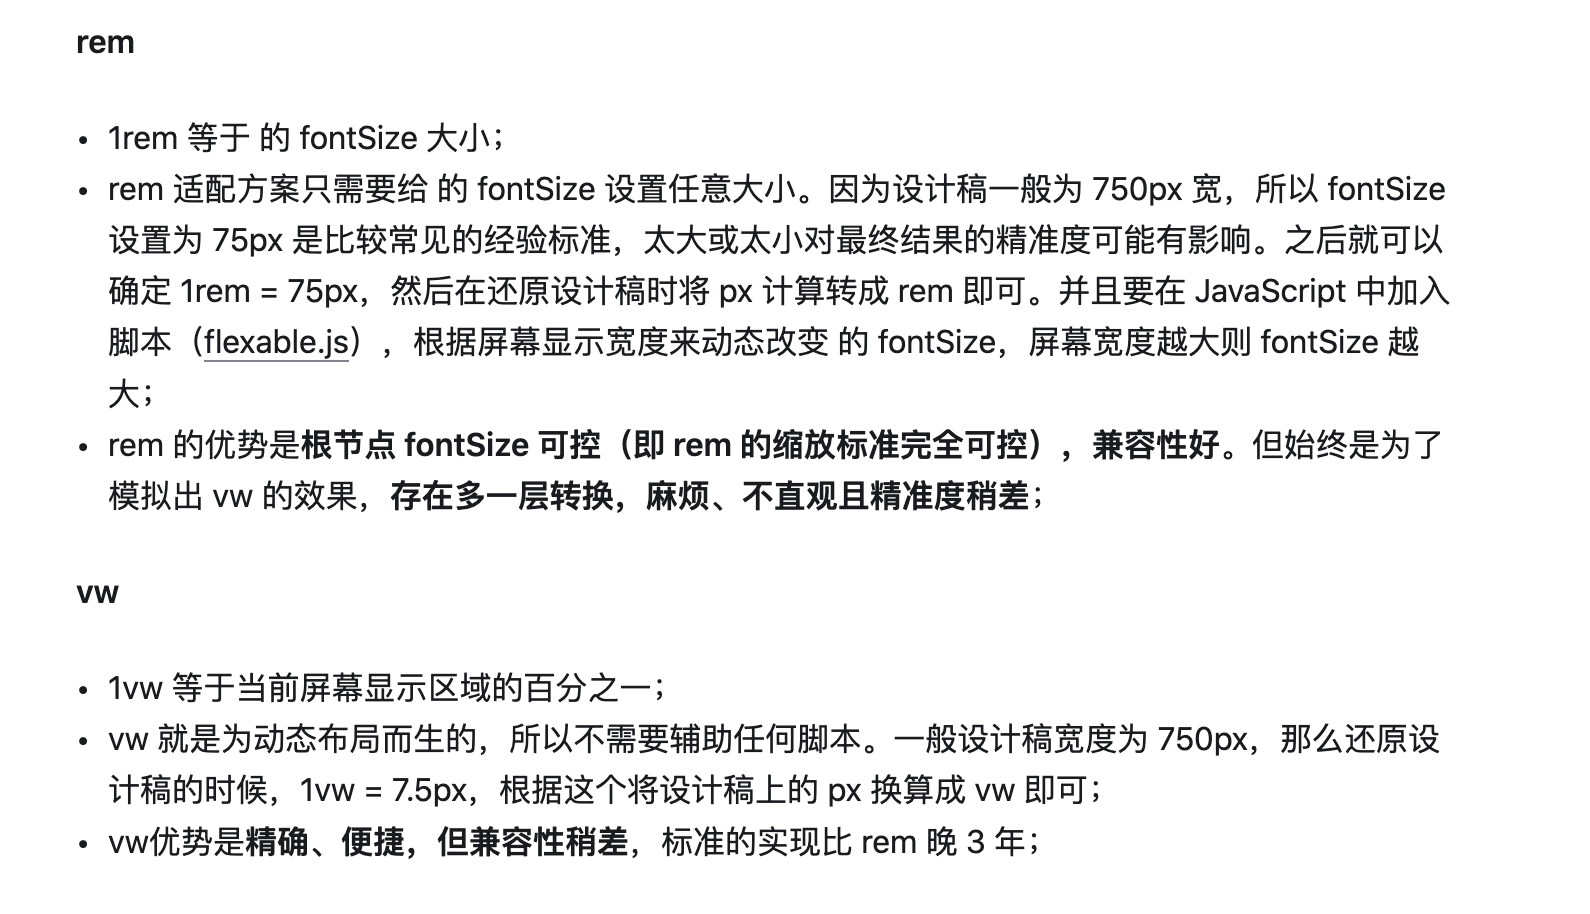 rem
• 1rem 等于 的 fontSize 大小；
• rem 适配方案只需要给 的 fontSize 设置任意大小。因为设计稿一般为 750px 宽，所以 fontSize
设置为 75px 是比较常见的经验标准，太大或太小对最终结果的精准度可能有影响。之后就可以
确定 1rem = 75px，然后在还原设计稿时将 px 计算转成 rem 即可。并且要在 JavaScript 中加入
脚本（flexable.js），根据屏幕显示宽度来动态改变 的 fontSize，屏幕宽度越大则 fontSize 越
大；
• rem 的优势是根节点 fontSize 可控（即 rem 的缩放标准完全可控），兼容性好。但始终是为了
模拟出 vw 的效果，存在多一层转换，麻烦、不直观且精准度稍差；
vw
• 1vw 等于当前屏幕显示区域的百分之一；
• vw 就是为动态布局而生的，所以不需要辅助任何脚本。一般设计稿宽度为 750px，那么还原设
计稿的时候，1vw = 7.5px，根据这个将设计稿上的 px 换算成 vw 即可；
• vw优势是精确、便捷，但兼容性稍差，标准的实现比 rem 晚 3 年；